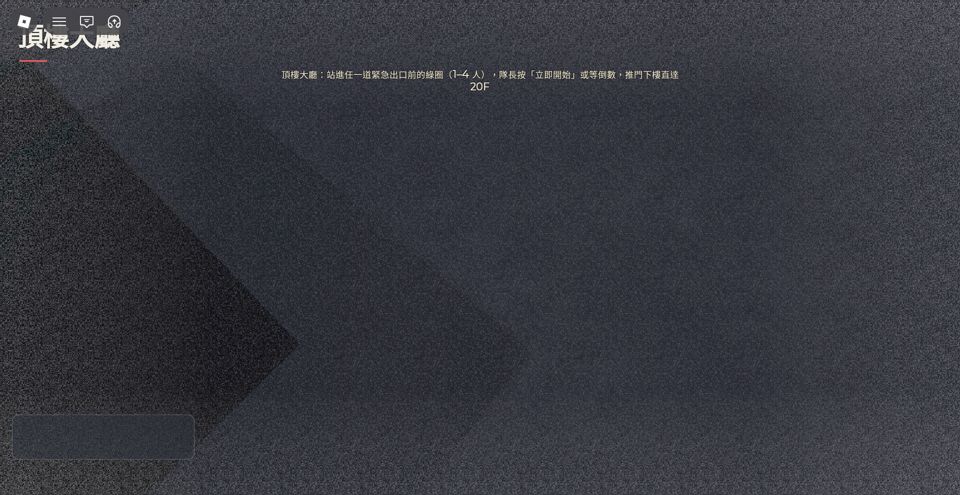 頂樓大廳
頂樓大廳：站進任一道緊急出口前的綠圈（1–4 人），隊長按「立即開始」或等倒數，推門下樓直達
20F